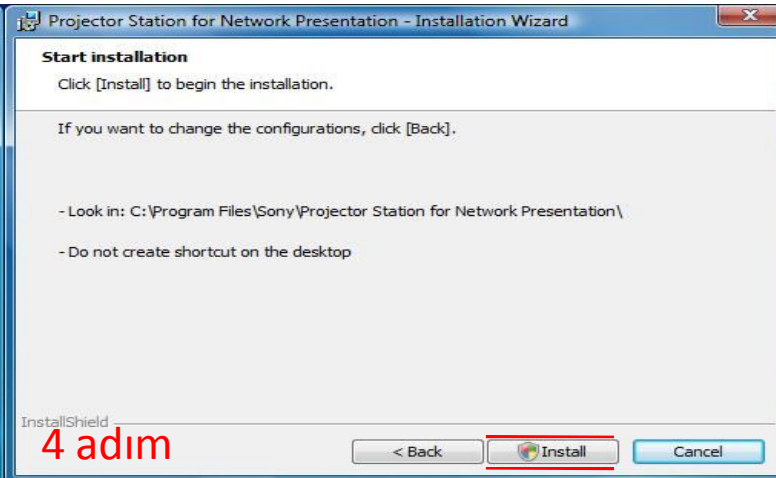 Projector Station for Network Presentation - Installation Wizard
Start installation
Click [Install] to begin the installation.
If you want to change the configurations, click [Back].
- Look in: C:\Program Files\Sony\Projector Station for Network Presentation\
- Do not create shortcut on the desktop
InstallShield
4 adım
< Back Install Cancel